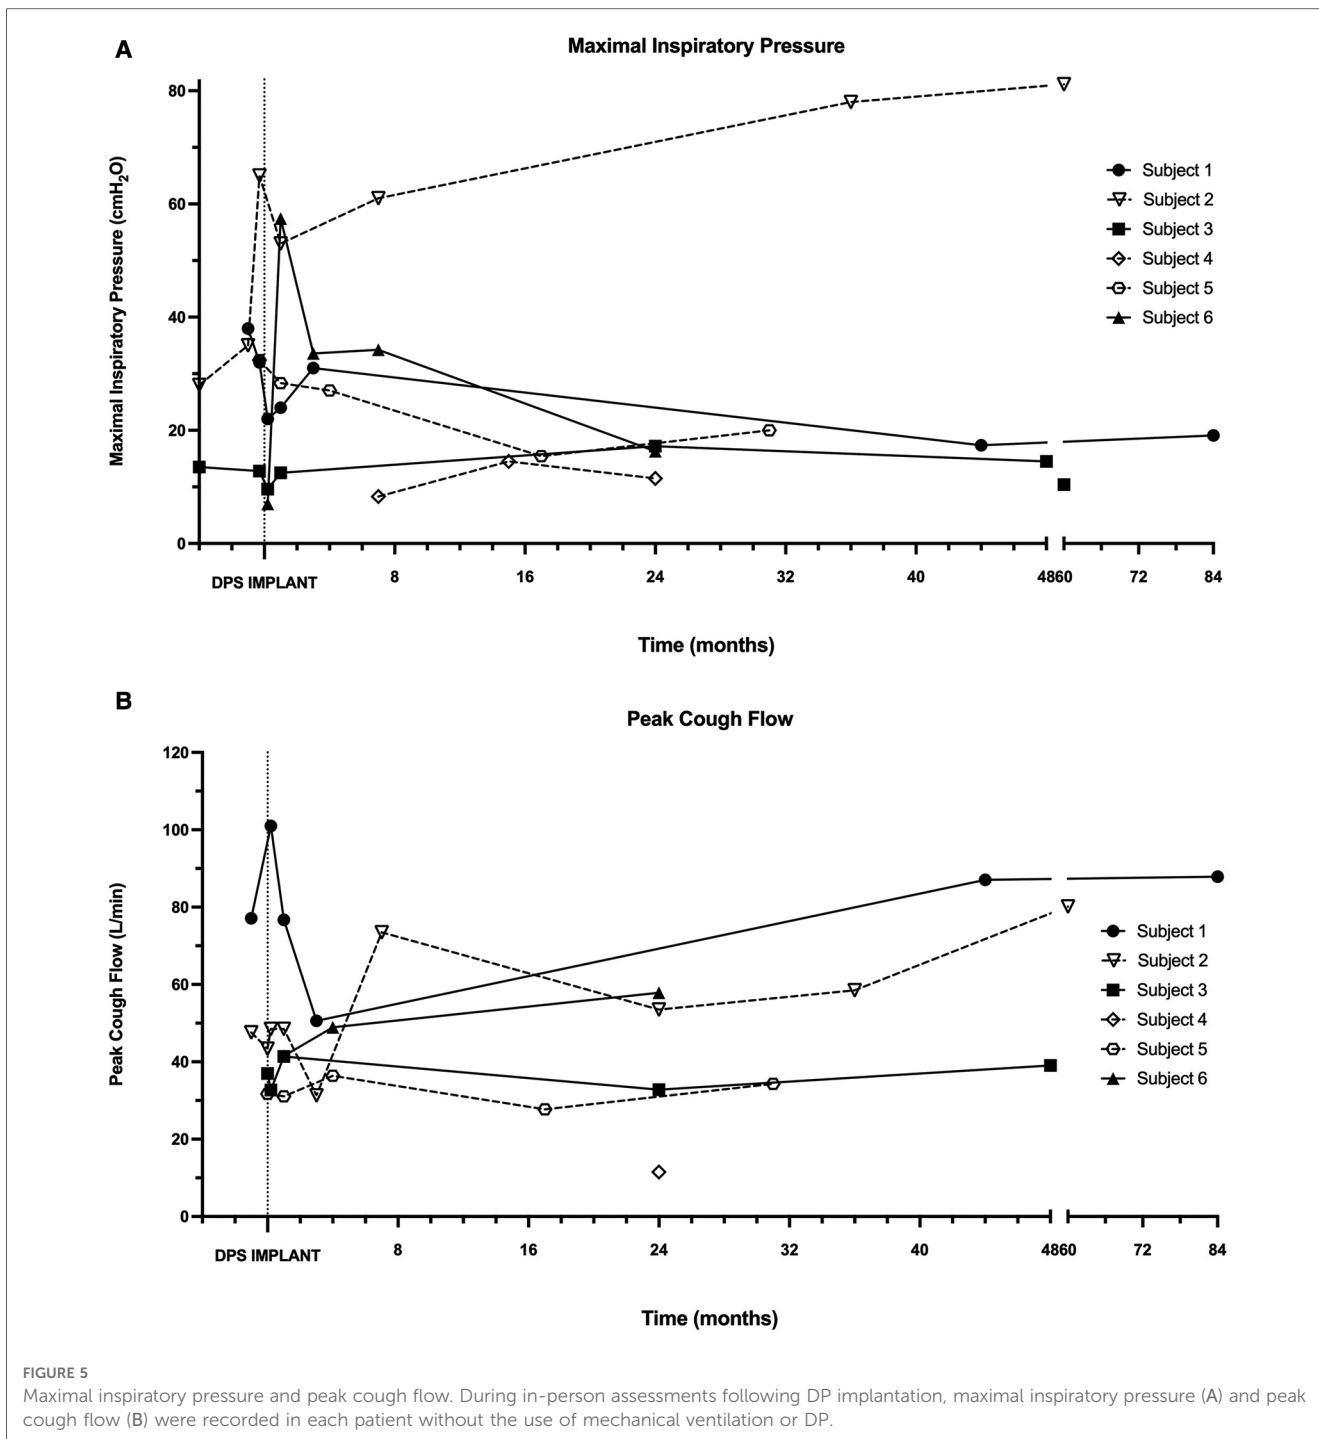 A
Maximal Inspiratory Pressure
Maximal Inspiratory Pressure (cmH₂O)
80
60
40
20
0
Subject 1
Subject 2
Subject 3
Subject 4
Subject 5
Subject 6
DPS IMPLANT 8 16 24 32 40 48 60 72 84
Time (months)
B
Peak Cough Flow
Peak Cough Flow (L/min)
120
100
80
60
40
20
0
Subject 1
Subject 2
Subject 3
Subject 4
Subject 5
Subject 6
DPS IMPLANT 8 16 24 32 40 48 60 72 84
Time (months)
FIGURE 5
Maximal inspiratory pressure and peak cough flow. During in-person assessments following DP implantation, maximal inspiratory pressure (A) and peak
cough flow (B) were recorded in each patient without the use of mechanical ventilation or DP.